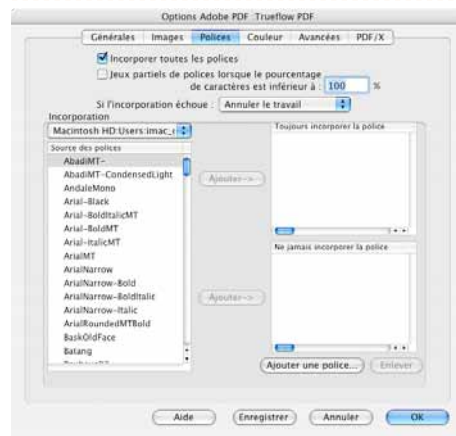 Options Adobe PDF Trueflow PDF
Générales Images Polices Couleur Avancées PDF/X
Incorporer toutes les polices
Jeux partiels de polices lorsque le pourcentage
de caractères est inférieur à : 100 %
Si l'incorporation échoue : Annuler le travail
Incorporation
Macintosh HD:Users:imac_
Source des polices
AbadiMT-
AbadiMT-CondensedLight
AndaleMono
Arial-Black
Arial-BoldItalicMT
Arial-BoldMT
Arial-ItalicMT
ArialMT
ArialNarrow
ArialNarrow-Bold
ArialNarrow-BoldItalic
ArialNarrow-Italic
ArialRoundedMTBold
BaskOldFace
Batang
Ajouter->
Toujours incorporer la police
Ajouter->
Ne jamais incorporer la police
Ajouter une police... Enlever
Aide Enregistrer Annuler OK